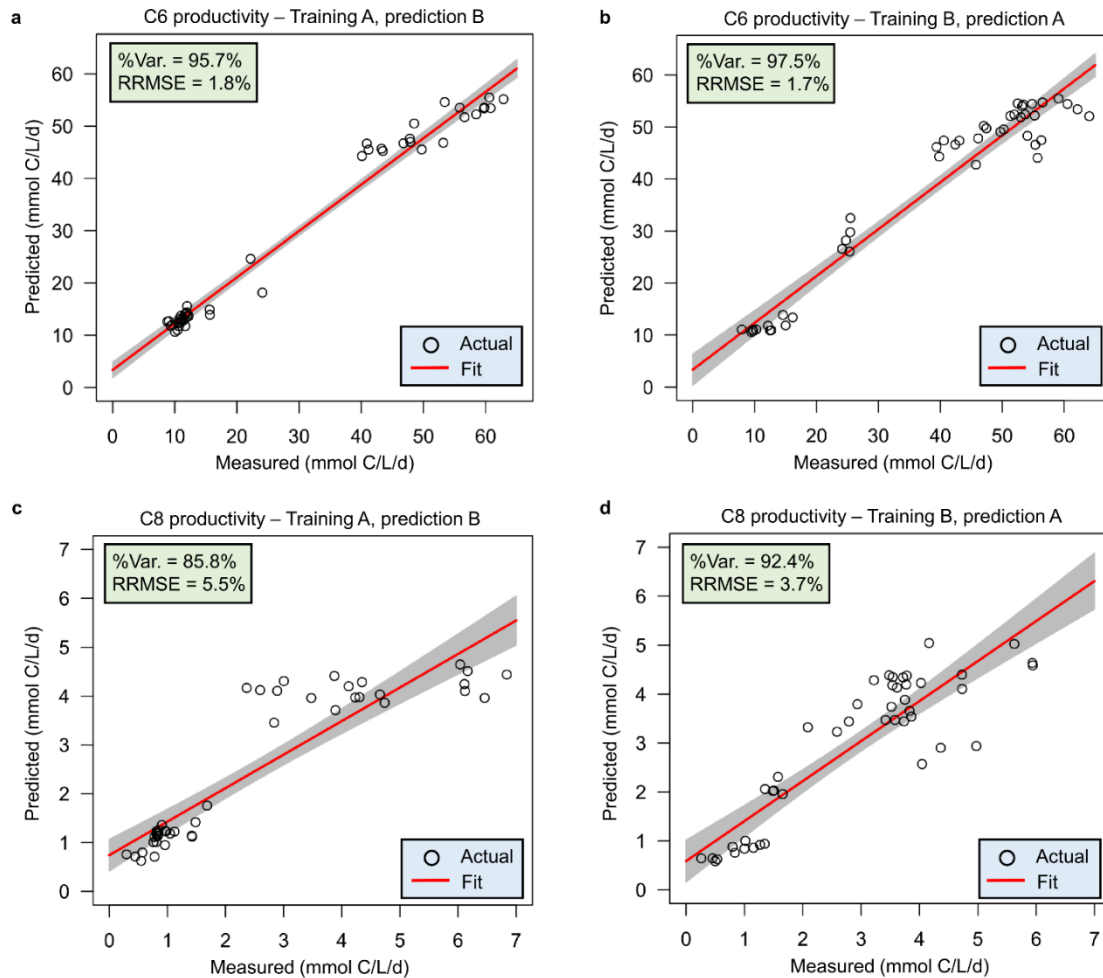 a
C6 productivity – Training A, prediction B
%Var. = 95.7%
RRMSE = 1.8%
Predicted (mmol C/L/d)
60
50
40
30
20
10
0
Actual
Fit
0 10 20 30 40 50 60
Measured (mmol C/L/d)
b
C6 productivity – Training B, prediction A
%Var. = 97.5%
RRMSE = 1.7%
Predicted (mmol C/L/d)
60
50
40
30
20
10
0
Actual
Fit
0 10 20 30 40 50 60
Measured (mmol C/L/d)
c
C8 productivity – Training A, prediction B
%Var. = 85.8%
RRMSE = 5.5%
Predicted (mmol C/L/d)
7
6
5
4
3
2
1
0
Actual
Fit
0 1 2 3 4 5 6 7
Measured (mmol C/L/d)
d
C8 productivity – Training B, prediction A
%Var. = 92.4%
RRMSE = 3.7%
Predicted (mmol C/L/d)
7
6
5
4
3
2
1
0
Actual
Fit
0 1 2 3 4 5 6 7
Measured (mmol C/L/d)